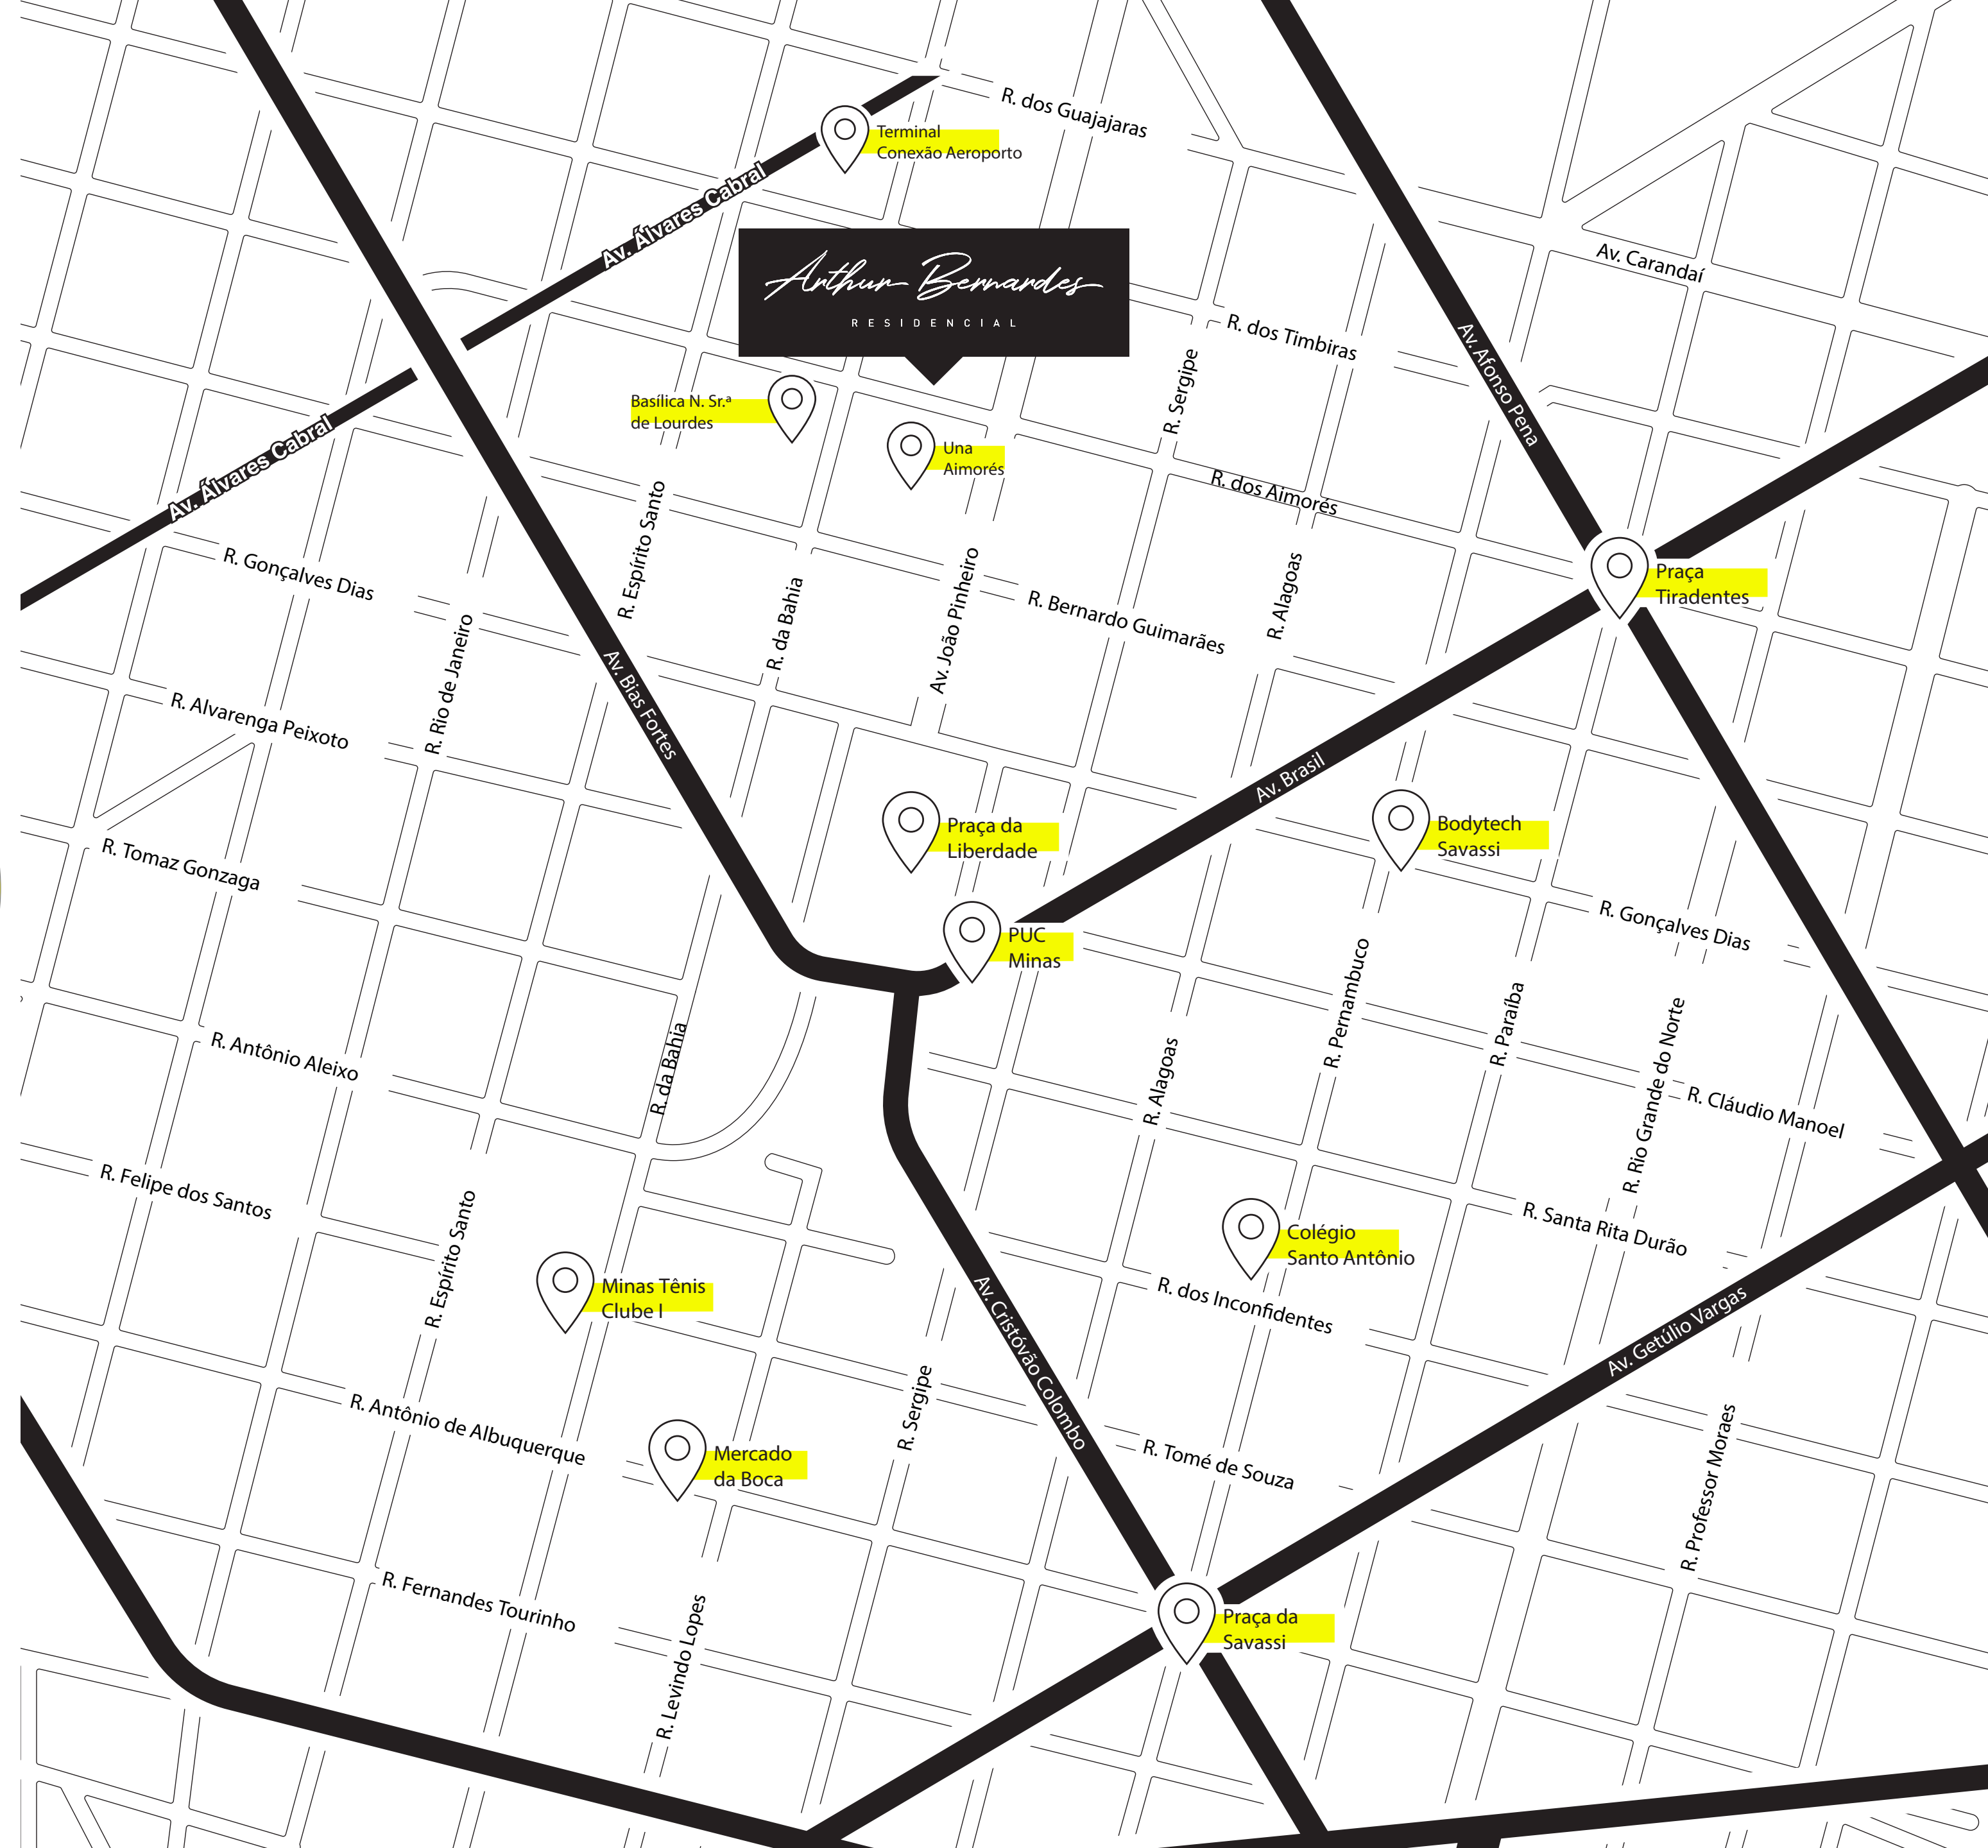 R. dos Guajajaras
Terminal
Conexão Aeroporto
Av. Álvares Cabral
Arthur Bernardes
RESIDENCIAL
Av. Carandaí
R. dos Timbiras
Av. Afonso Pena
R. Sergipe
Basílica N. Sr.ª
de Lourdes
Una
Aimorés
Av. Álvares Cabral
R. dos Aimorés
R. Espírito Santo
R. Gonçalves Dias
Praça
Tiradentes
R. Bernardo Guimarães
R. Alagoas
R. da Bahia
Av. João Pinheiro
R. Rio de Janeiro
Av. Bias Fortes
R. Alvarenga Peixoto
Av. Brasil
Praça da
Liberdade
Bodytech
Savassi
R. Tomaz Gonzaga
R. Gonçalves Dias
PUC
Minas
R. Pernambuco
R. Paraíba
R. Antônio Aleixo
R. da Bahia
R. Alagoas
R. Rio Grande do Norte
R. Cláudio Manoel
R. Felipe dos Santos
R. Espírito Santo
R. Santa Rita Durão
Colégio
Santo Antônio
Minas Tênis
Clube I
R. dos Inconfidentes
Av. Cristóvão Colombo
Av. Getúlio Vargas
R. Sergipe
R. Antônio de Albuquerque
Mercado
da Boca
R. Tomé de Souza
R. Professor Moraes
R. Fernandes Tourinho
R. Levindo Lopes
Praça da
Savassi